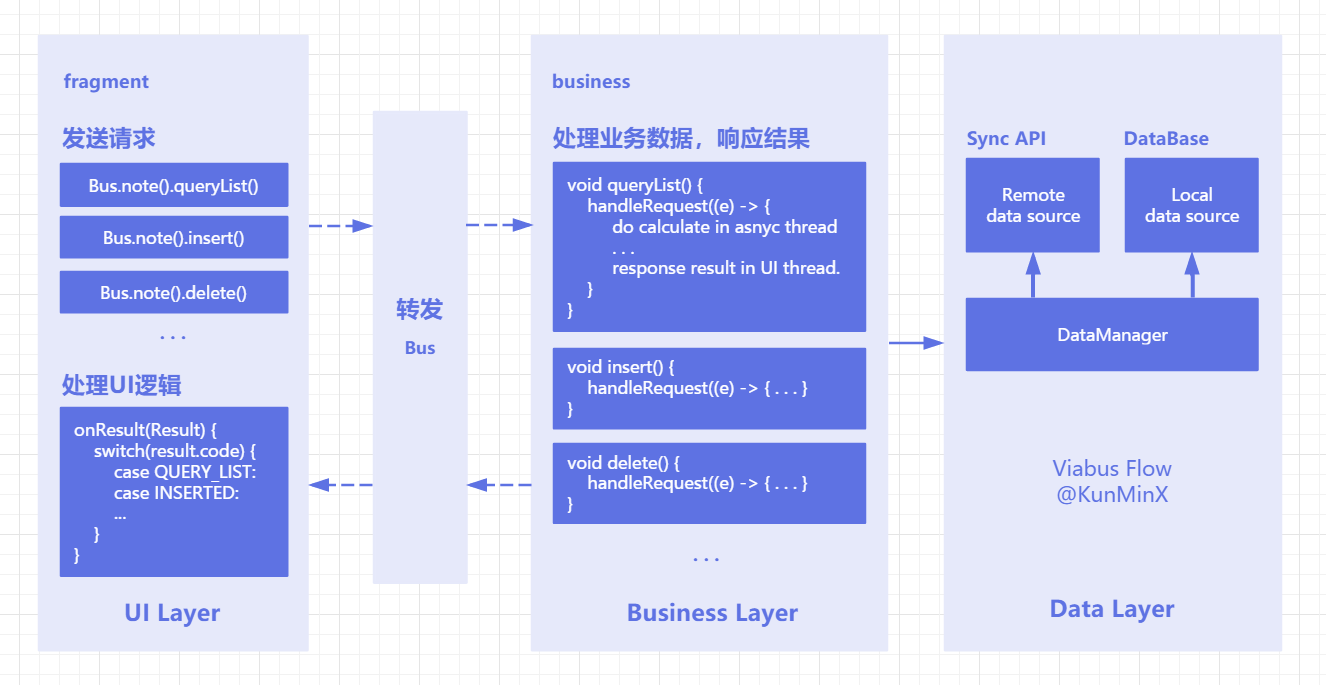 fragment
发送请求
Bus.note().queryList()
Bus.note().insert()
Bus.note().delete()
. . .
处理UI逻辑
onResult(Result) {
switch(result.code) {
case QUERY_LIST:
case INSERTED:
...
}
}
UI Layer
转发
Bus
business
处理业务数据，响应结果
void queryList() {
handleRequest((e) -> {
do calculate in asnyc thread
. . .
response result in UI thread.
}
}
void insert() {
handleRequest((e) -> { . . . }
}
void delete() {
handleRequest((e) -> { . . . }
}
. . .
Business Layer
Sync API
Remote
data source
DataBase
Local
data source
DataManager
Viabus Flow
@KunMinX
Data Layer